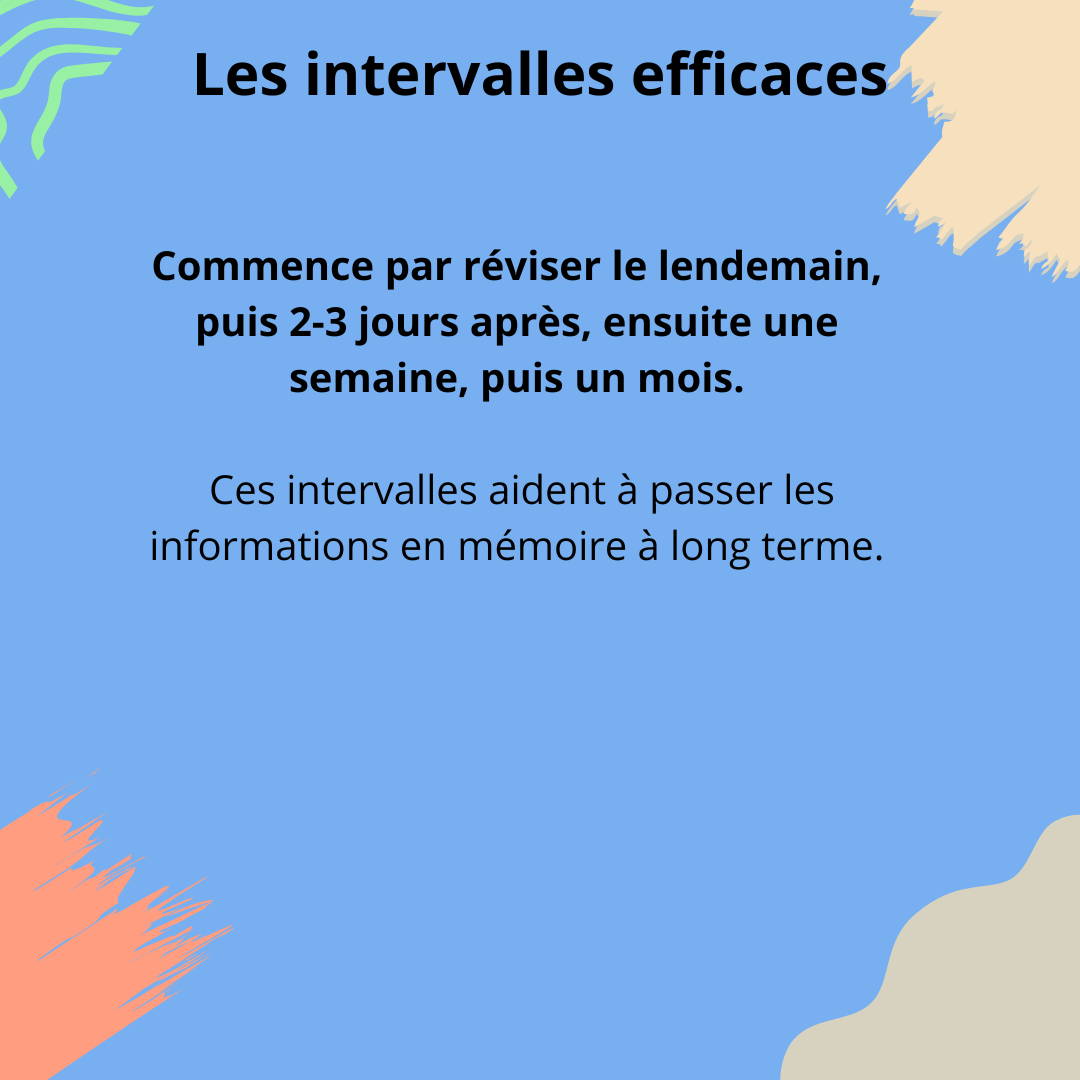 Les intervalles efficaces
Commence par réviser le lendemain,
puis 2-3 jours après, ensuite une
semaine, puis un mois.
Ces intervalles aident à passer les
informations en mémoire à long terme.